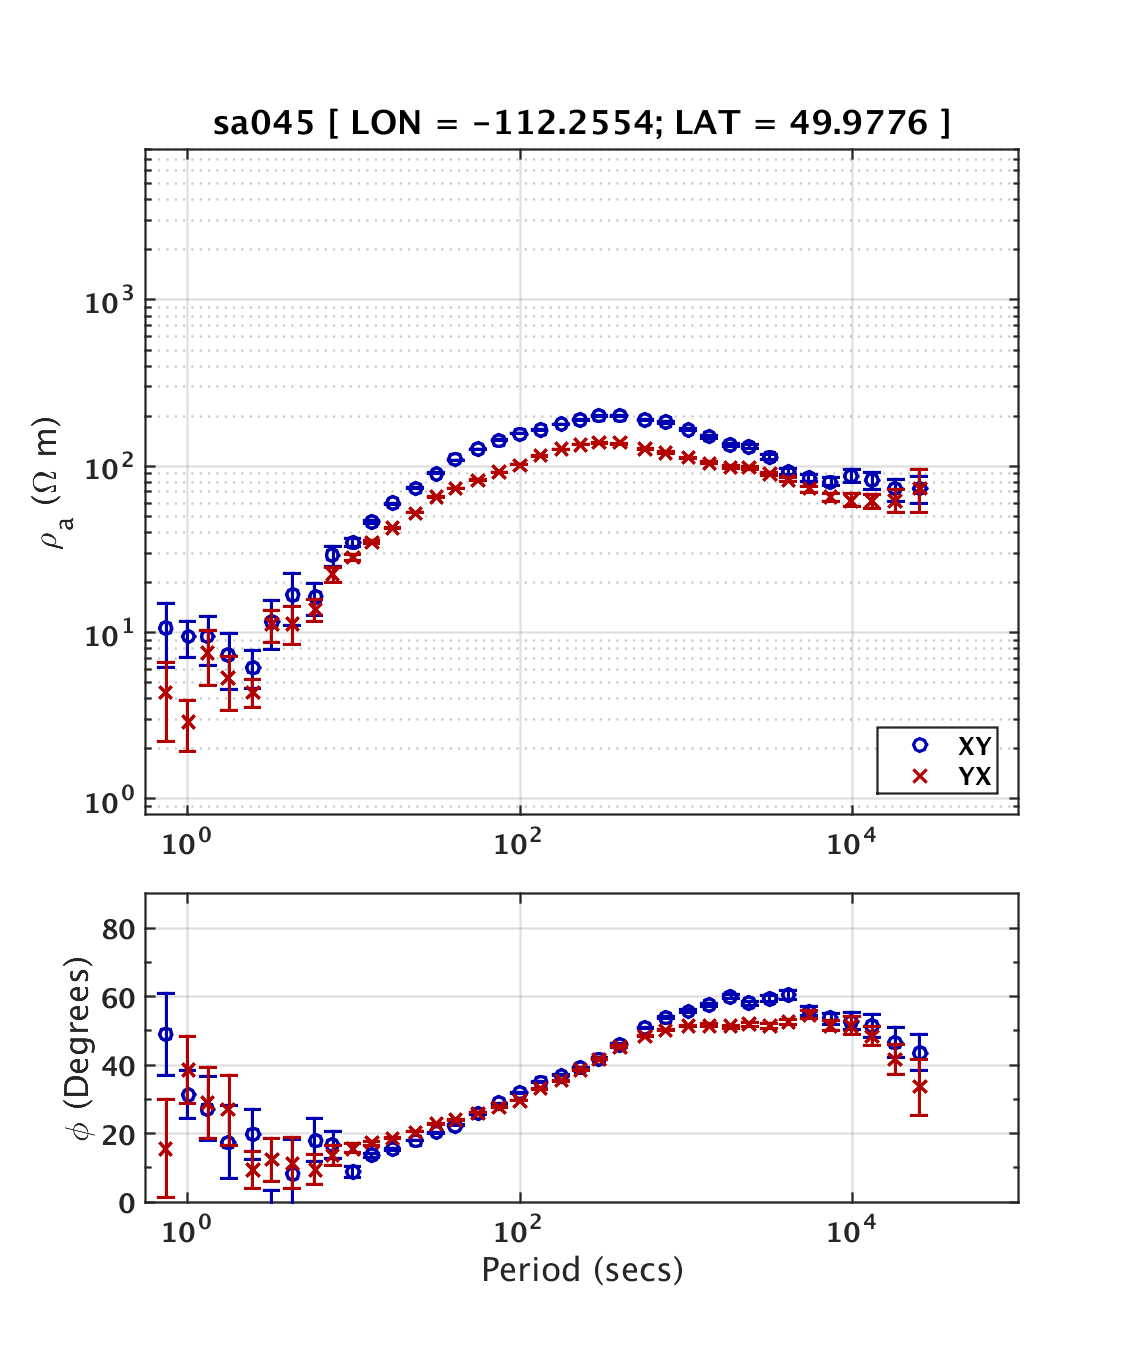 sa045 [ LON = -112.2554; LAT = 49.9776 ]
10^3
10^2
10^1
10^0
ρ_a (Ω m)
XY
YX
10^0 10^2 10^4
80
60
40
20
0
ϕ (Degrees)
10^0 10^2 10^4
Period (secs)